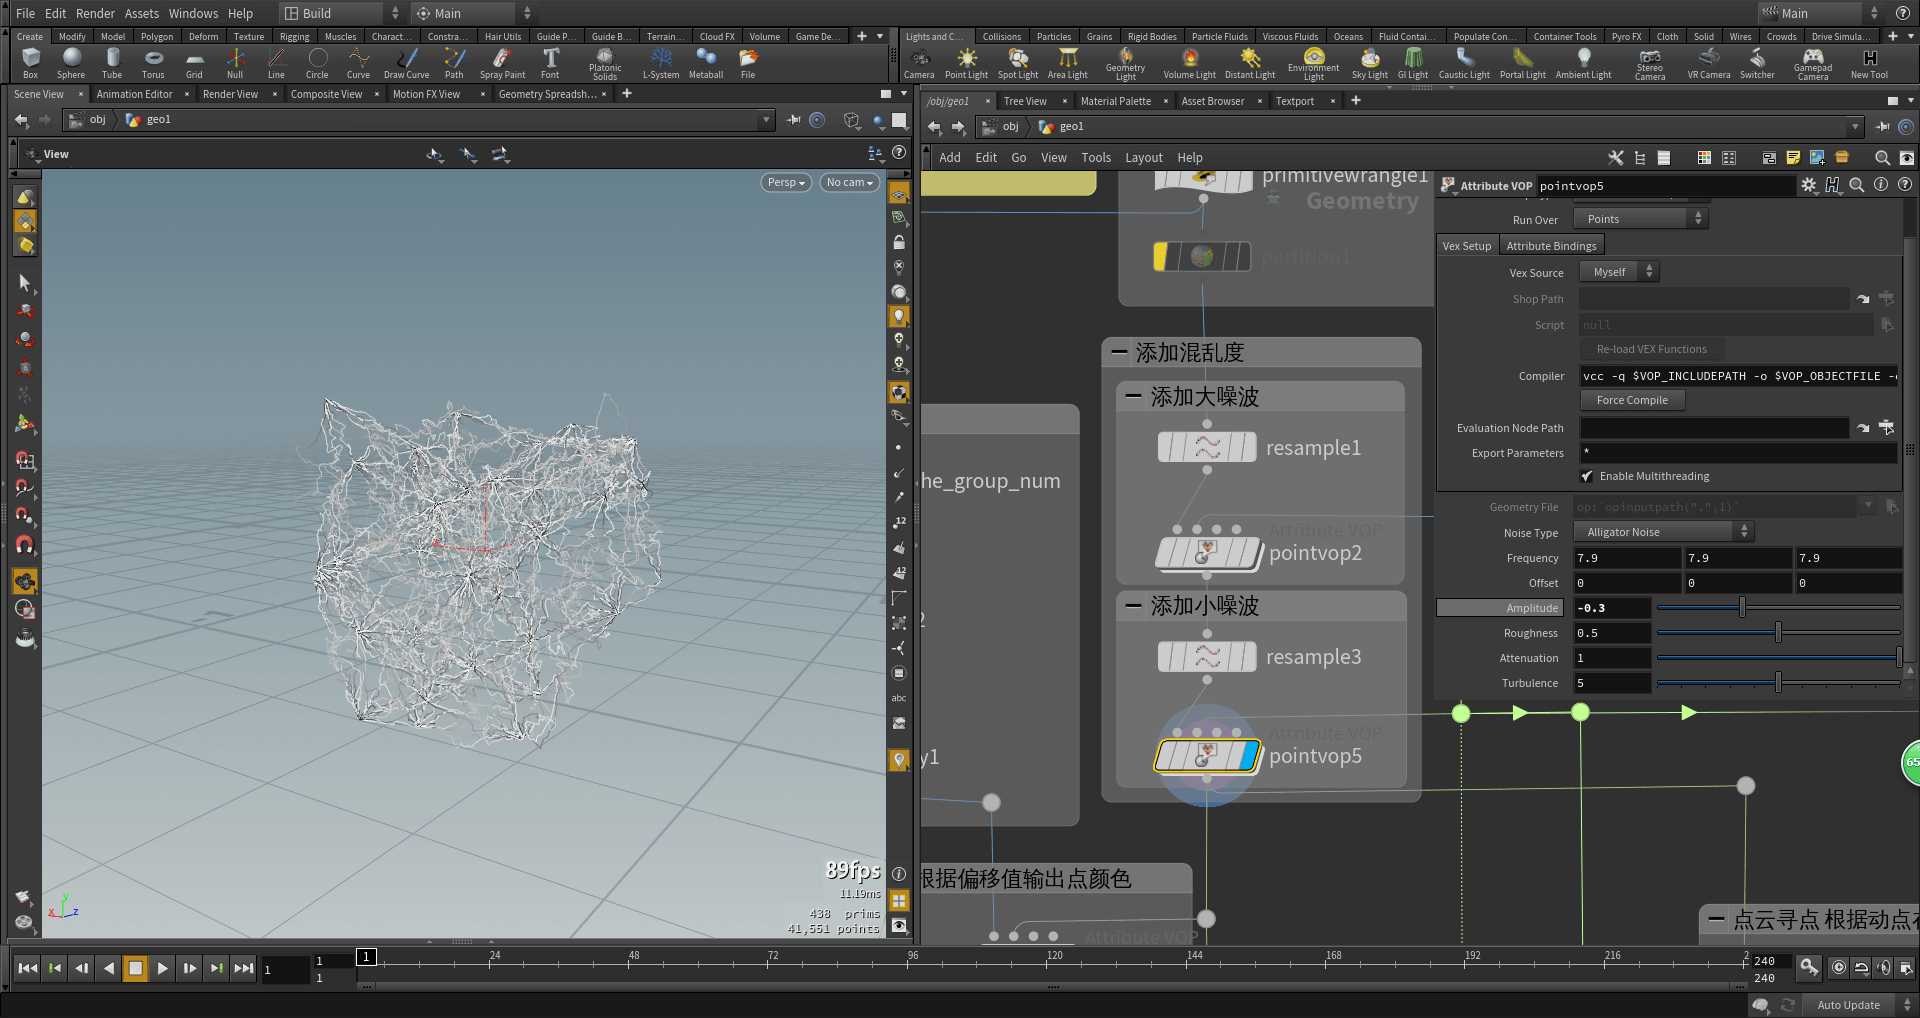 File Edit Render Assets Windows Help Build Main Main
Create Modify Model Polygon Deform Texture Rigging Muscles Charact... Constra... Hair Utils Guide P... Guide B... Terrain... Cloud FX Volume Game De...
Lights and C... Collisions Particles Grains Rigid Bodies Particle Fluids Viscous Fluids Oceans Fluid Contai... Populate Con... Container Tools Pyro FX Cloth Solid Wires Crowds Drive Simula...
Box Sphere Tube Torus Grid Null Line Circle Curve Draw Curve Path Spray Paint Font Platonic Solids L-System Metaball File
Camera Point Light Spot Light Area Light Geometry Light Volume Light Distant Light Environment Light Sky Light GI Light Caustic Light Portal Light Ambient Light Stereo Camera VR Camera Switcher Gamepad Camera New Tool
Scene View Animation Editor Render View Composite View Motion FX View Geometry Spreadsh...
/obj/geo1 Tree View Material Palette Asset Browser Textport
obj geo1
obj geo1
View
Add Edit Go View Tools Layout Help
Persp No cam
12
12
abc
89fps
11.19ms
438 prims
41,551 points
x y z
primitivewrangle1
Geometry
partition1
添加混乱度
添加大噪波
resample1
Attribute VOP
pointvop2
添加小噪波
resample3
Attribute VOP
pointvop5
he_group_num
2
y1
根据偏移值输出点颜色
Attribute VOP
点云寻点 根据动点在
65
Attribute VOP pointvop5
Run Over Points
Vex Setup Attribute Bindings
Vex Source Myself
Shop Path
Script null
Re-load VEX Functions
Compiler vcc -q $VOP_INCLUDEPATH -o $VOP_OBJECTFILE -e
Force Compile
Evaluation Node Path
Export Parameters *
Enable Multithreading
Geometry File op:`opinputpath(".",1)`
Noise Type Alligator Noise
Frequency 7.9 7.9 7.9
Offset 0 0 0
Amplitude -0.3
Roughness 0.5
Attenuation 1
Turbulence 5
1 1 1 1 24 48 72 96 120 144 168 192 216 2 240 240
Auto Update